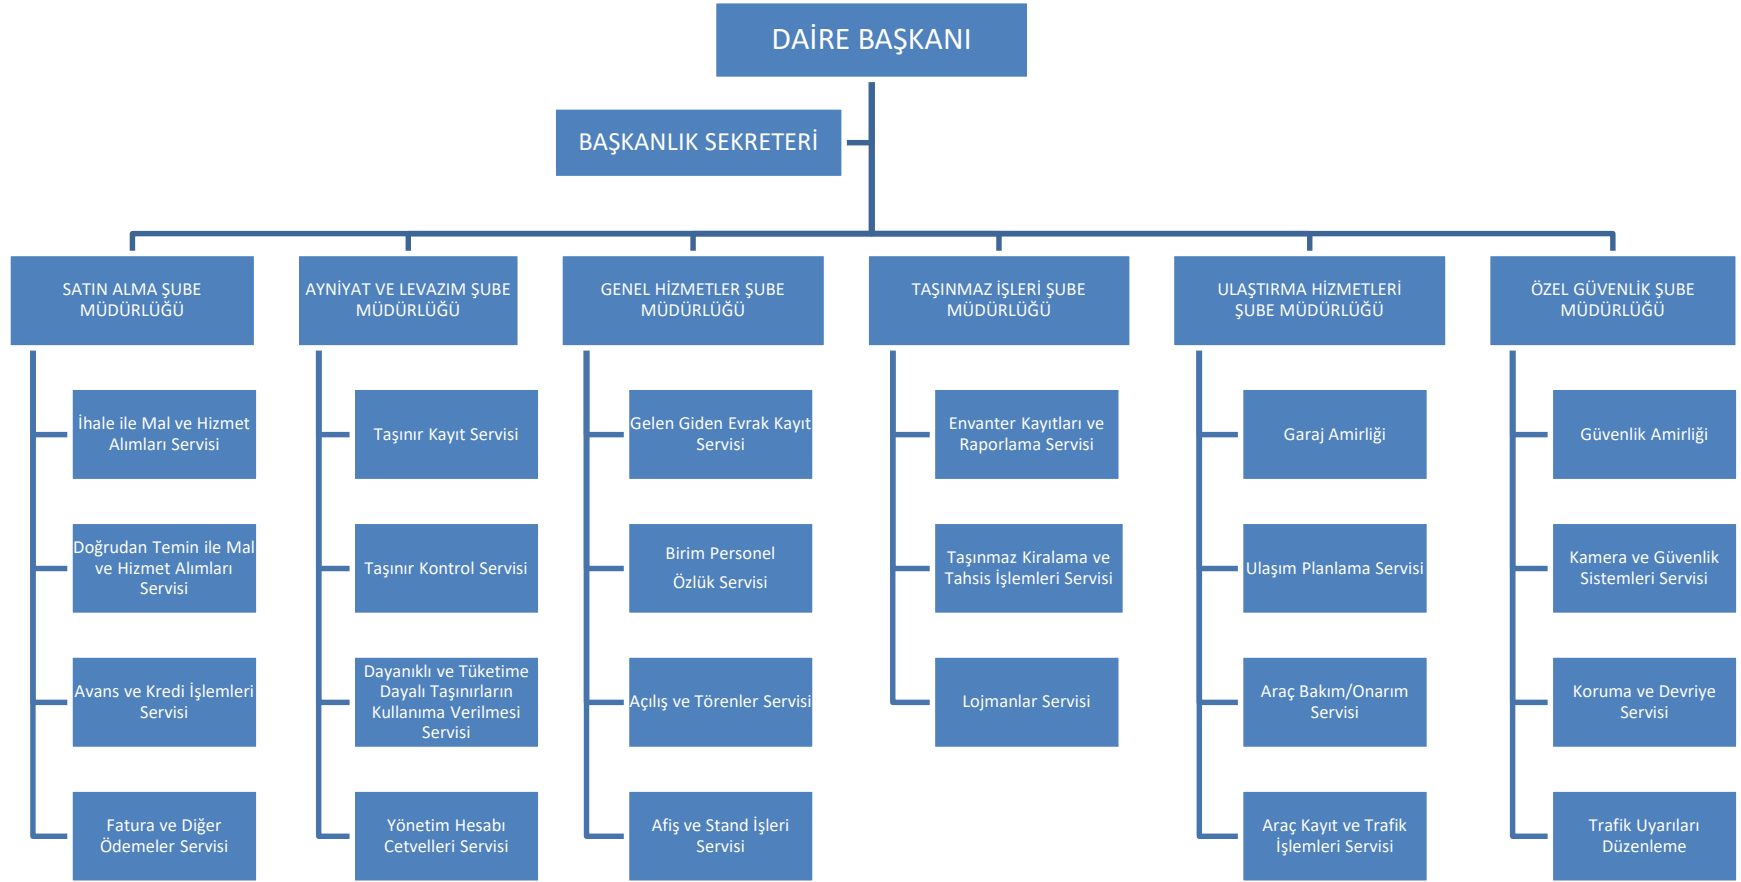 DAİRE BAŞKANI
BAŞKANLIK SEKRETERİ
SATIN ALMA ŞUBE
MÜDÜRLÜĞÜ
İhale ile Mal ve Hizmet
Alımları Servisi
Doğrudan Temin ile Mal
ve Hizmet Alımları
Servisi
Avans ve Kredi İşlemleri
Servisi
Fatura ve Diğer
Ödemeler Servisi
AYNİYAT VE LEVAZIM ŞUBE
MÜDÜRLÜĞÜ
Taşınır Kayıt Servisi
Taşınır Kontrol Servisi
Dayanıklı ve Tüketime
Dayalı Taşınırların
Kullanıma Verilmesi
Servisi
Yönetim Hesabı
Cetvelleri Servisi
GENEL HİZMETLER ŞUBE
MÜDÜRLÜĞÜ
Gelen Giden Evrak Kayıt
Servisi
Birim Personel
Özlük Servisi
Açılış ve Törenler Servisi
Afiş ve Stand İşleri
Servisi
TAŞINMAZ İŞLERİ ŞUBE
MÜDÜRLÜĞÜ
Envanter Kayıtları ve
Raporlama Servisi
Taşınmaz Kiralama ve
Tahsis İşlemleri Servisi
Lojmanlar Servisi
ULAŞTIRMA HİZMETLERİ
ŞUBE MÜDÜRLÜĞÜ
Garaj Amirliği
Ulaşım Planlama Servisi
Araç Bakım/Onarım
Servisi
Araç Kayıt ve Trafik
İşlemleri Servisi
ÖZEL GÜVENLİK ŞUBE
MÜDÜRLÜĞÜ
Güvenlik Amirliği
Kamera ve Güvenlik
Sistemleri Servisi
Koruma ve Devriye
Servisi
Trafik Uyarıları
Düzenleme